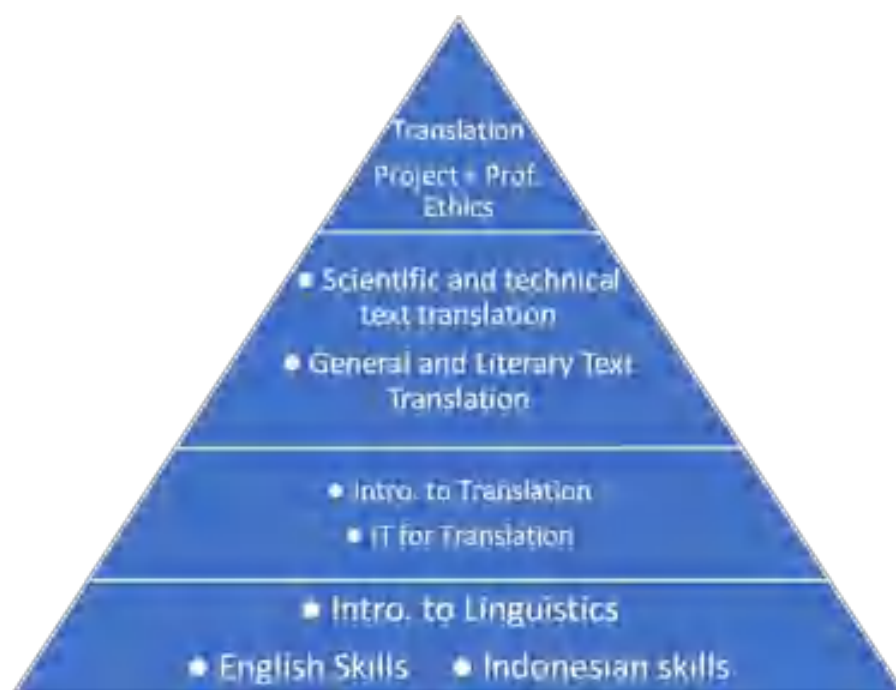 Translation
Project + Prof.
Ethics
● Scientific and technical
text translation
● General and Literary Text
Translation
● Intro. to Translation
● IT for Translation
● Intro. to Linguistics
● English Skills ● Indonesian skills